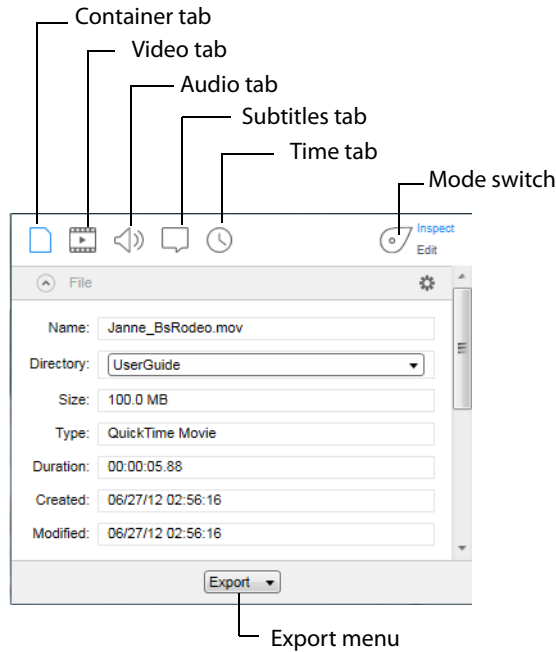 Container tab
Video tab
Audio tab
Subtitles tab
Time tab
Mode switch
Inspect
Edit
File
Name: Janne_BsRodeo.mov
Directory: UserGuide
Size: 100.0 MB
Type: QuickTime Movie
Duration: 00:00:05.88
Created: 06/27/12 02:56:16
Modified: 06/27/12 02:56:16
Export
Export menu